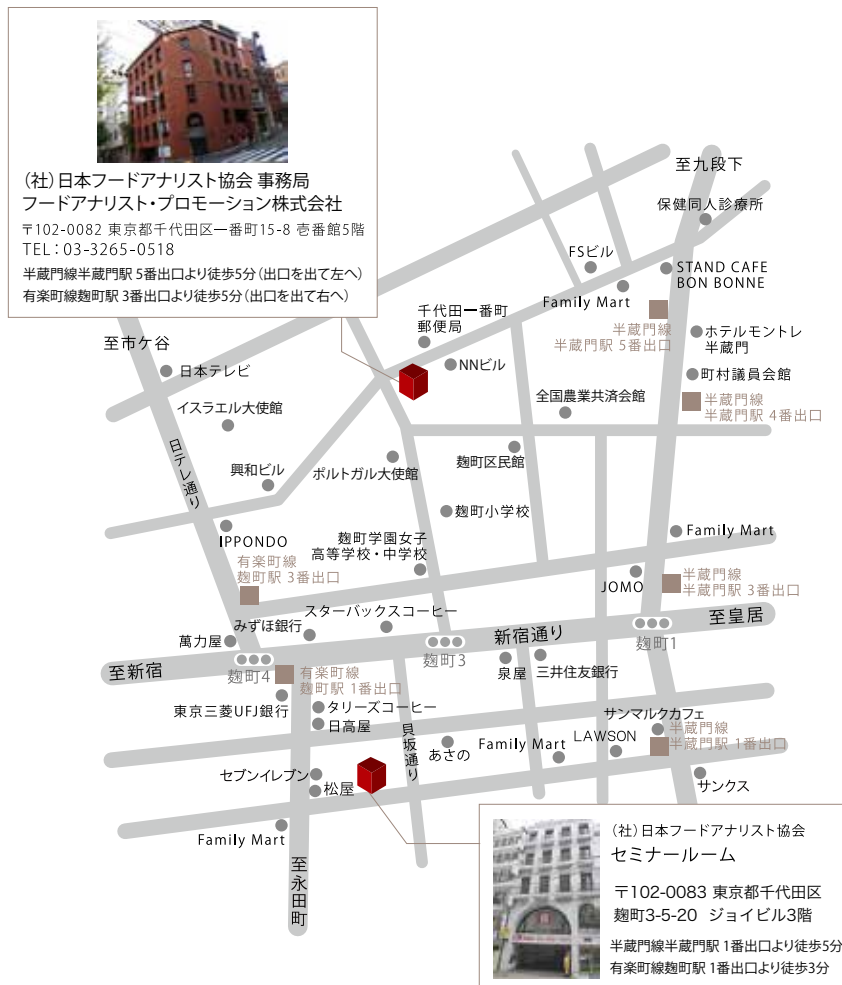 (社)日本フードアナリスト協会 事務局
フードアナリスト・プロモーション株式会社
〒102-0082 東京都千代田区一番町15-8 壱番館5階
TEL:03-3265-0518
半蔵門線半蔵門駅 5番出口より徒歩5分(出口を出て左へ)
有楽町線麹町駅 3番出口より徒歩5分(出口を出て右へ)
至九段下
保健同人診療所
FSビル
STAND CAFE
BON BONNE
Family Mart
千代田一番町
郵便局
半蔵門線
半蔵門駅 5番出口
ホテルモントレ
半蔵門
至市ケ谷
日本テレビ
NNビル
町村議員会館
イスラエル大使館
全国農業共済会館
半蔵門線
半蔵門駅 4番出口
日テレ通り
興和ビル
ポルトガル大使館
麹町区民館
麹町小学校
IPPONDO
麹町学園女子
高等学校・中学校
Family Mart
有楽町線
麹町駅 3番出口
JOMO
半蔵門線
半蔵門駅 3番出口
スターバックスコーヒー
みずほ銀行
萬力屋
新宿通り
至皇居
麹町1
麹町3
至新宿
麹町4
有楽町線
麹町駅 1番出口
泉屋
三井住友銀行
東京三菱UFJ銀行
タリーズコーヒー
日高屋
貝坂通り
あさの
Family Mart
LAWSON
サンマルクカフェ
半蔵門線
半蔵門駅 1番出口
セブンイレブン
松屋
サンクス
Family Mart
至永田町
(社)日本フードアナリスト協会
セミナールーム
〒102-0083 東京都千代田区
麹町3-5-20 ジョイビル3階
半蔵門線半蔵門駅 1番出口より徒歩5分
有楽町線麹町駅 1番出口より徒歩3分